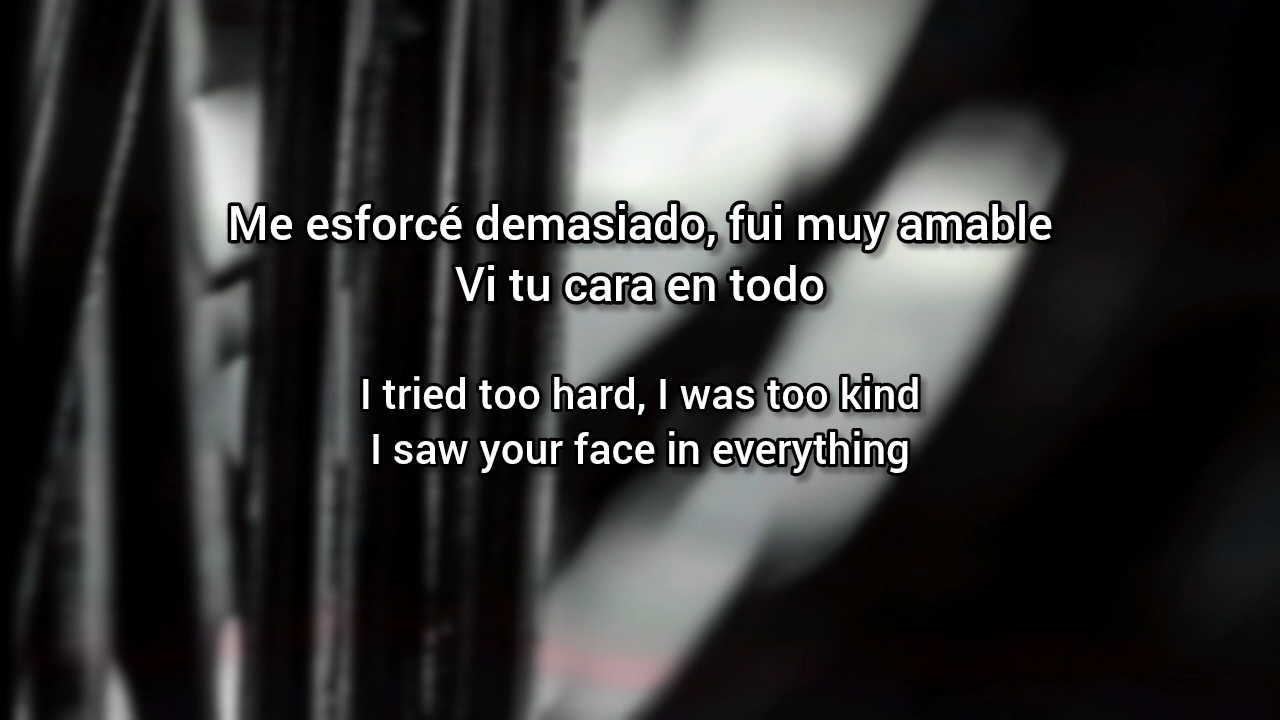 Me esforcé demasiado, fui muy amable
Vi tu cara en todo
I tried too hard, I was too kind
I saw your face in everything